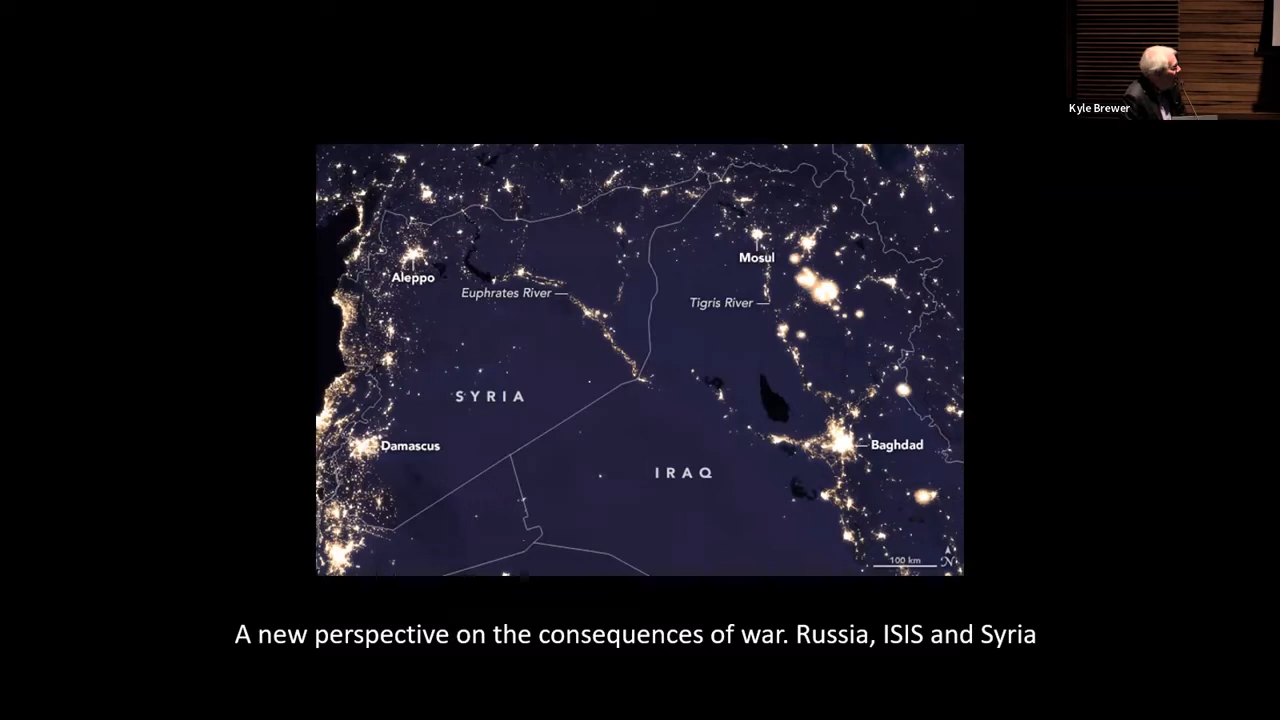 Kyle Brewer
Mosul
Aleppo
Euphrates River
Tigris River
SYRIA
Damascus
Baghdad
IRAQ
100 km
N
A new perspective on the consequences of war. Russia, ISIS and Syria